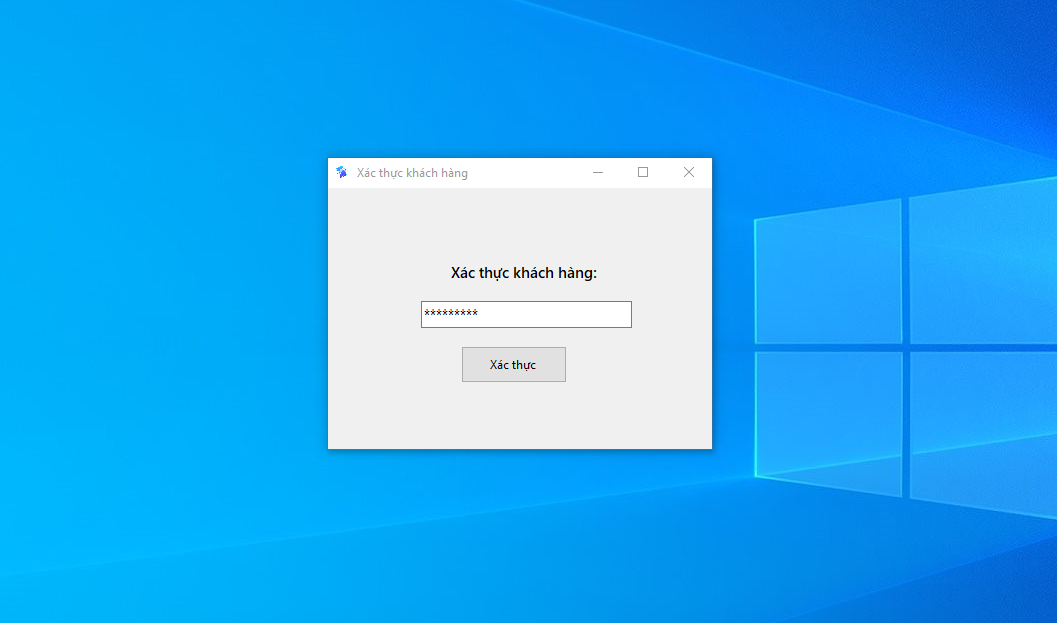 Xác thực khách hàng
Xác thực khách hàng:
*********
Xác thực